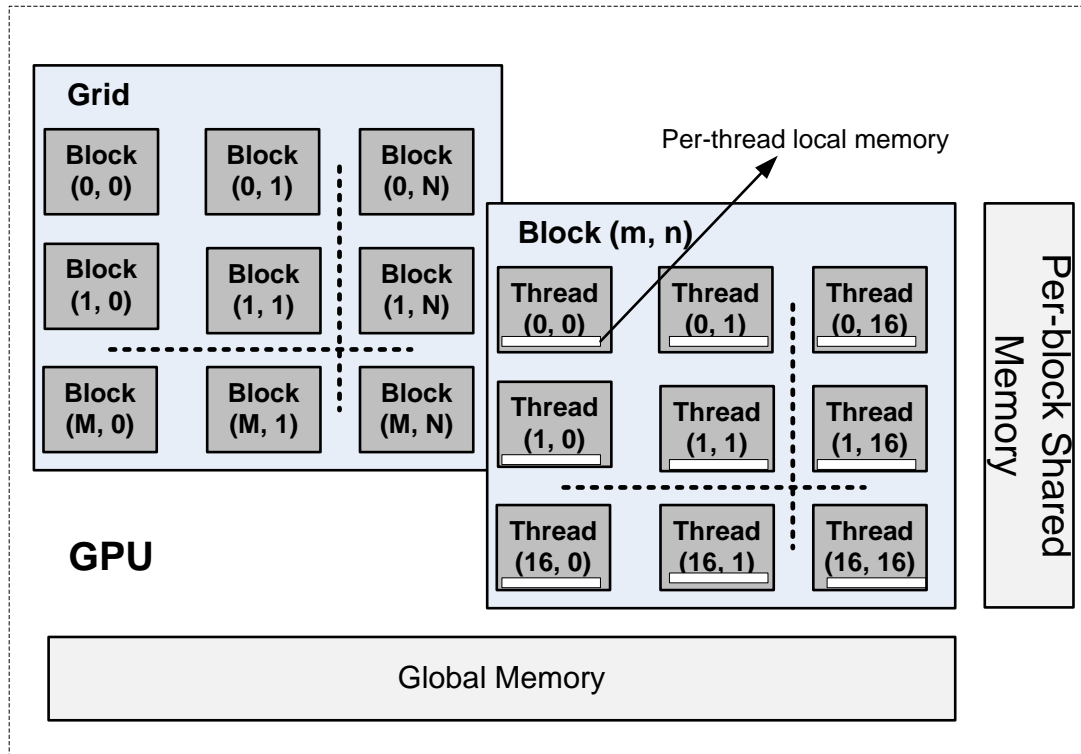 Grid
Block
(0, 0)
Block
(0, 1)
Block
(0, N)
Block
(1, 0)
Block
(1, 1)
Block
(1, N)
Block
(M, 0)
Block
(M, 1)
Block
(M, N)
Per-thread local memory
Block (m, n)
Thread
(0, 0)
Thread
(0, 1)
Thread
(0, 16)
Thread
(1, 0)
Thread
(1, 1)
Thread
(1, 16)
Thread
(16, 0)
Thread
(16, 1)
Thread
(16, 16)
Per-block Shared
Memory
GPU
Global Memory